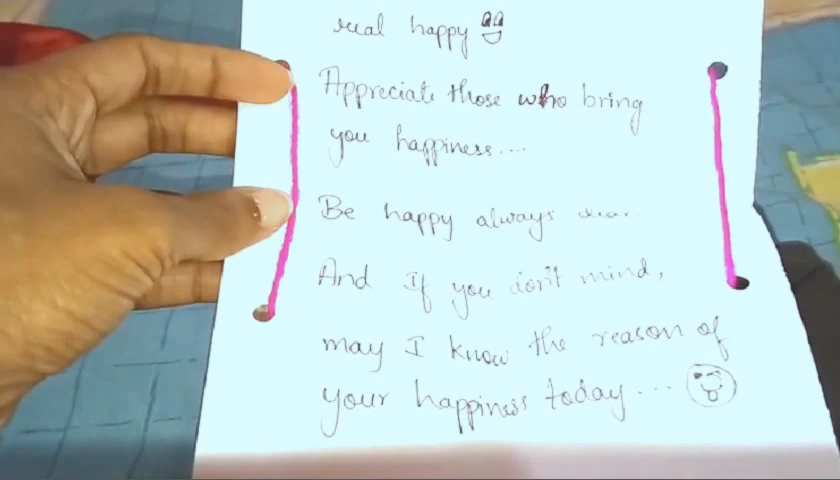 real happy
Appreciate those who bring
you happiness....
Be happy always dear
And If you don't mind,
may I know the reason of
your happiness today...